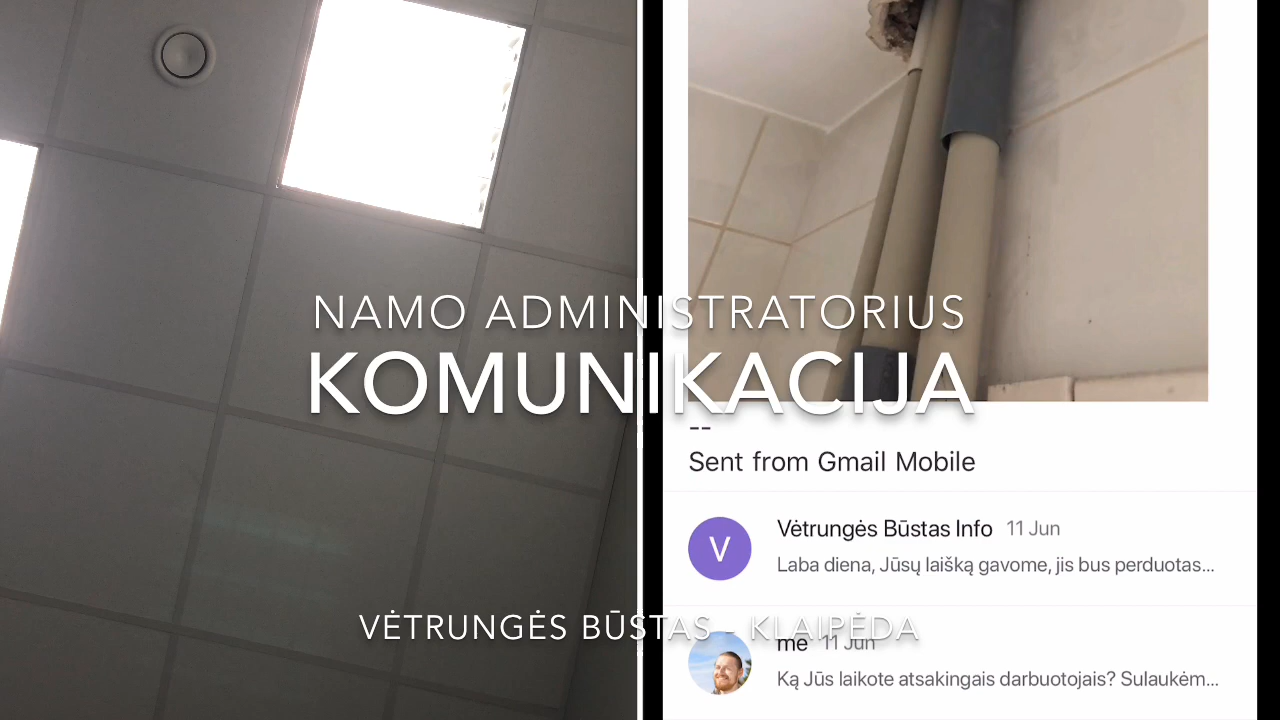 NAMO ADMINISTRATORIUS
KOMUNIKACIJA
--
Sent from Gmail Mobile
V
Vėtrungės Būstas Info 11 Jun
Laba diena, Jūsų laišką gavome, jis bus perduotas...
VĖTRUNGĖS BŪSTAS - KLAIPĖDA
me 11 Jun
Ką Jūs laikote atsakingais darbuotojais? Sulaukėm...